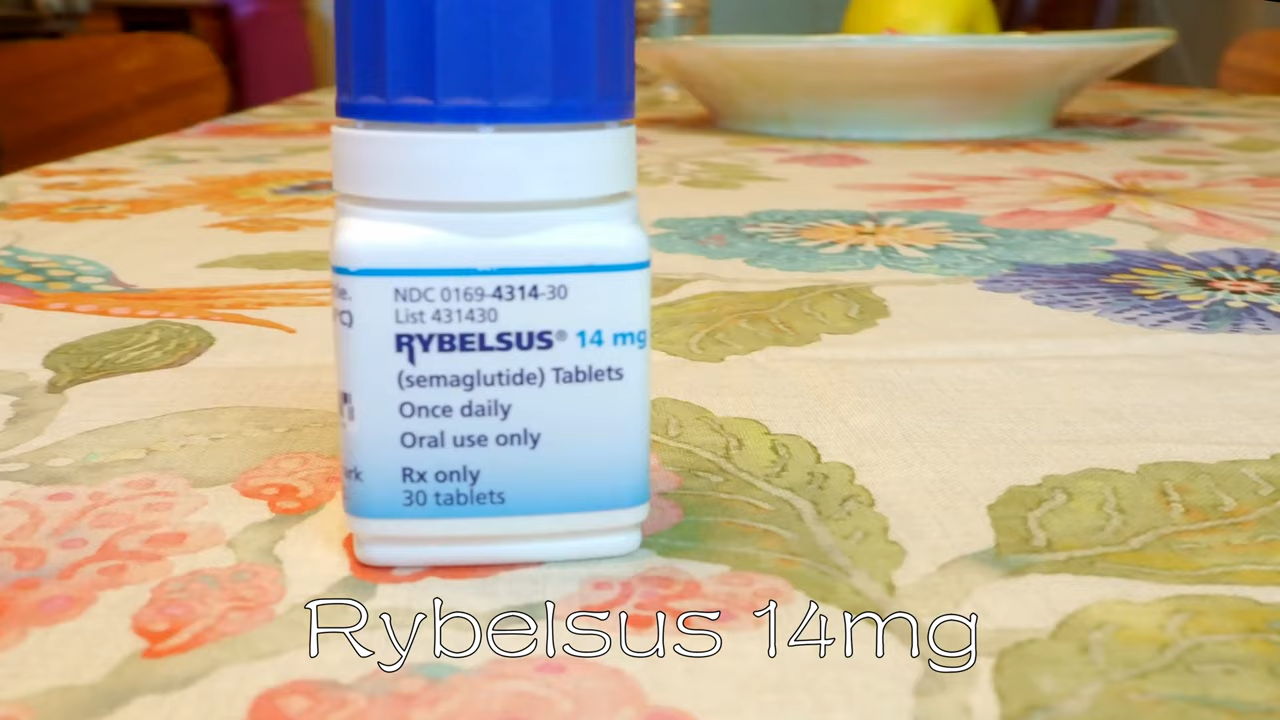 NDC 0169-4314-30
List 431430
RYBELSUS® 14 mg
(semaglutide) Tablets
Once daily
Oral use only
Rx only
30 tablets
Rybelsus 14mg